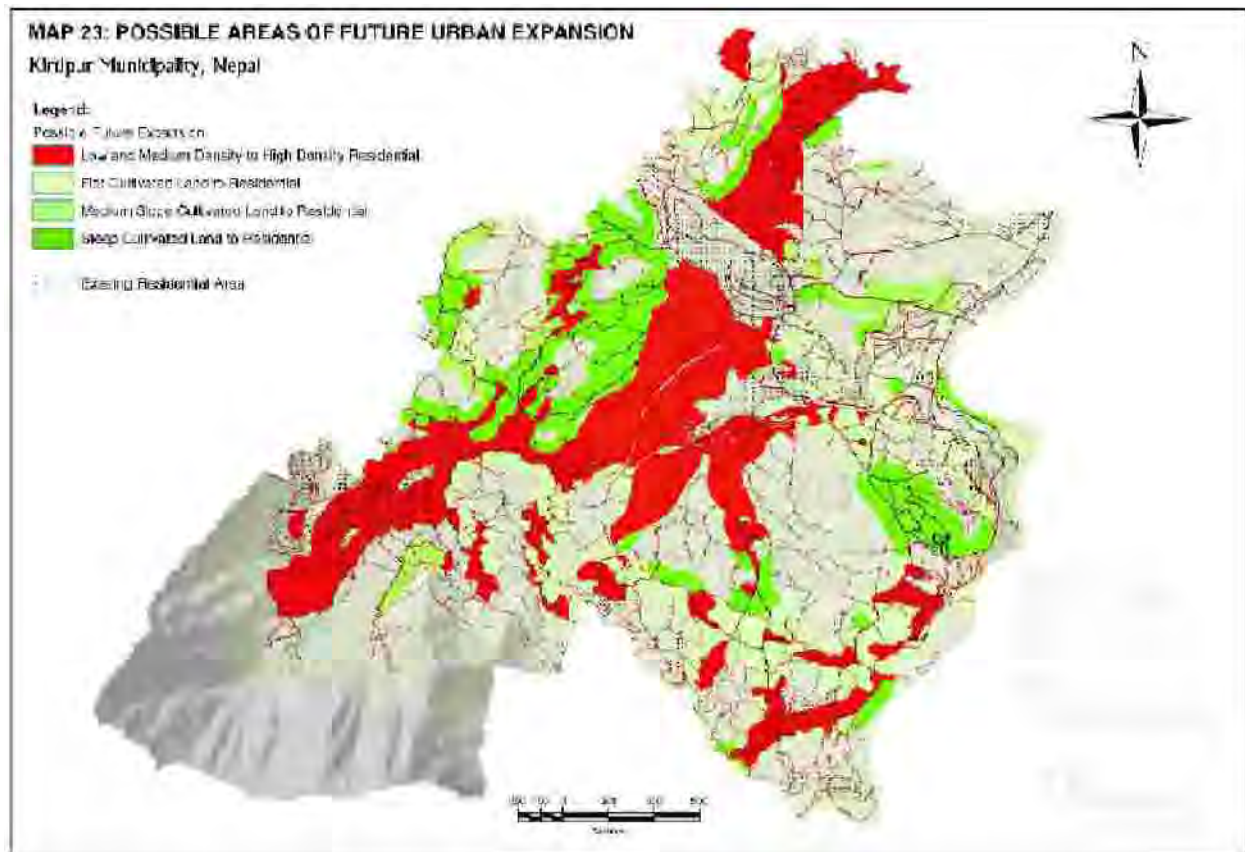 MAP 23: POSSIBLE AREAS OF FUTURE URBAN EXPANSION
Kirtipur Municipality, Nepal
Legend:
Possible Future Expansion
Low and Medium Density to High Density Residential
Flat Cultivated Land to Residential
Medium Slope Cultivated Land to Residential
Steep Cultivated Land to Residential
Existing Residential Area
N